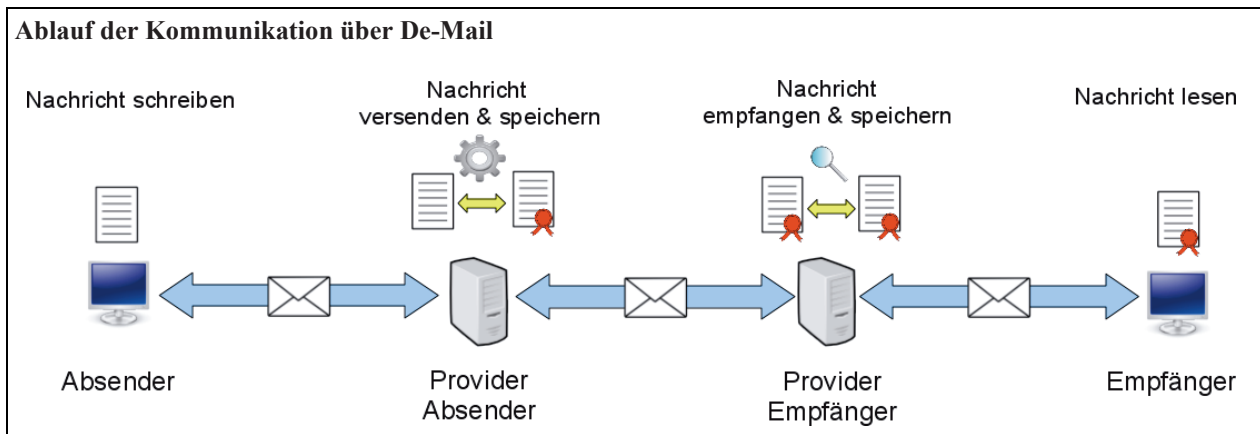 Ablauf der Kommunikation über De-Mail
Nachricht schreiben
Nachricht
versenden & speichern
Nachricht
empfangen & speichern
Nachricht lesen
Absender
Provider
Absender
Provider
Empfänger
Empfänger